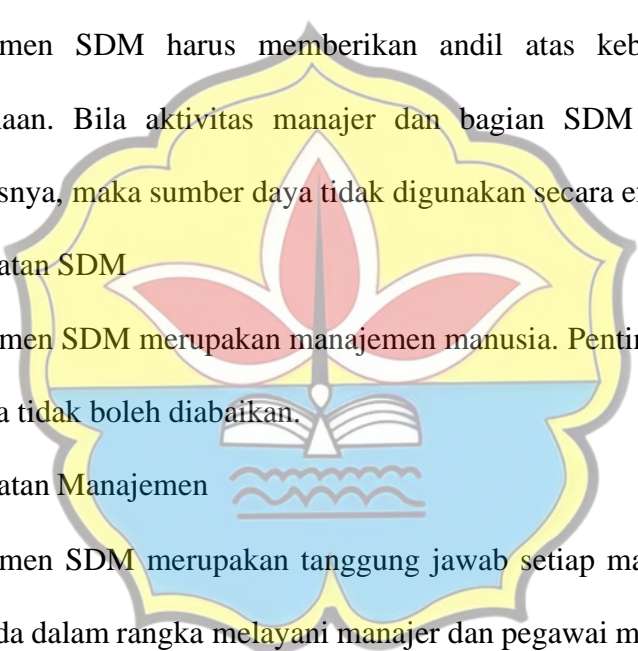 men SDM harus memberikan andil atas keb
aan. Bila aktivitas manajer dan bagian SDM
snya, maka sumber daya tidak digunakan secara e
atan SDM
men SDM merupakan manajemen manusia. Pentin
a tidak boleh diabaikan.
atan Manajemen
men SDM merupakan tanggung jawab setiap ma
da dalam rangka melayani manajer dan pegawai m